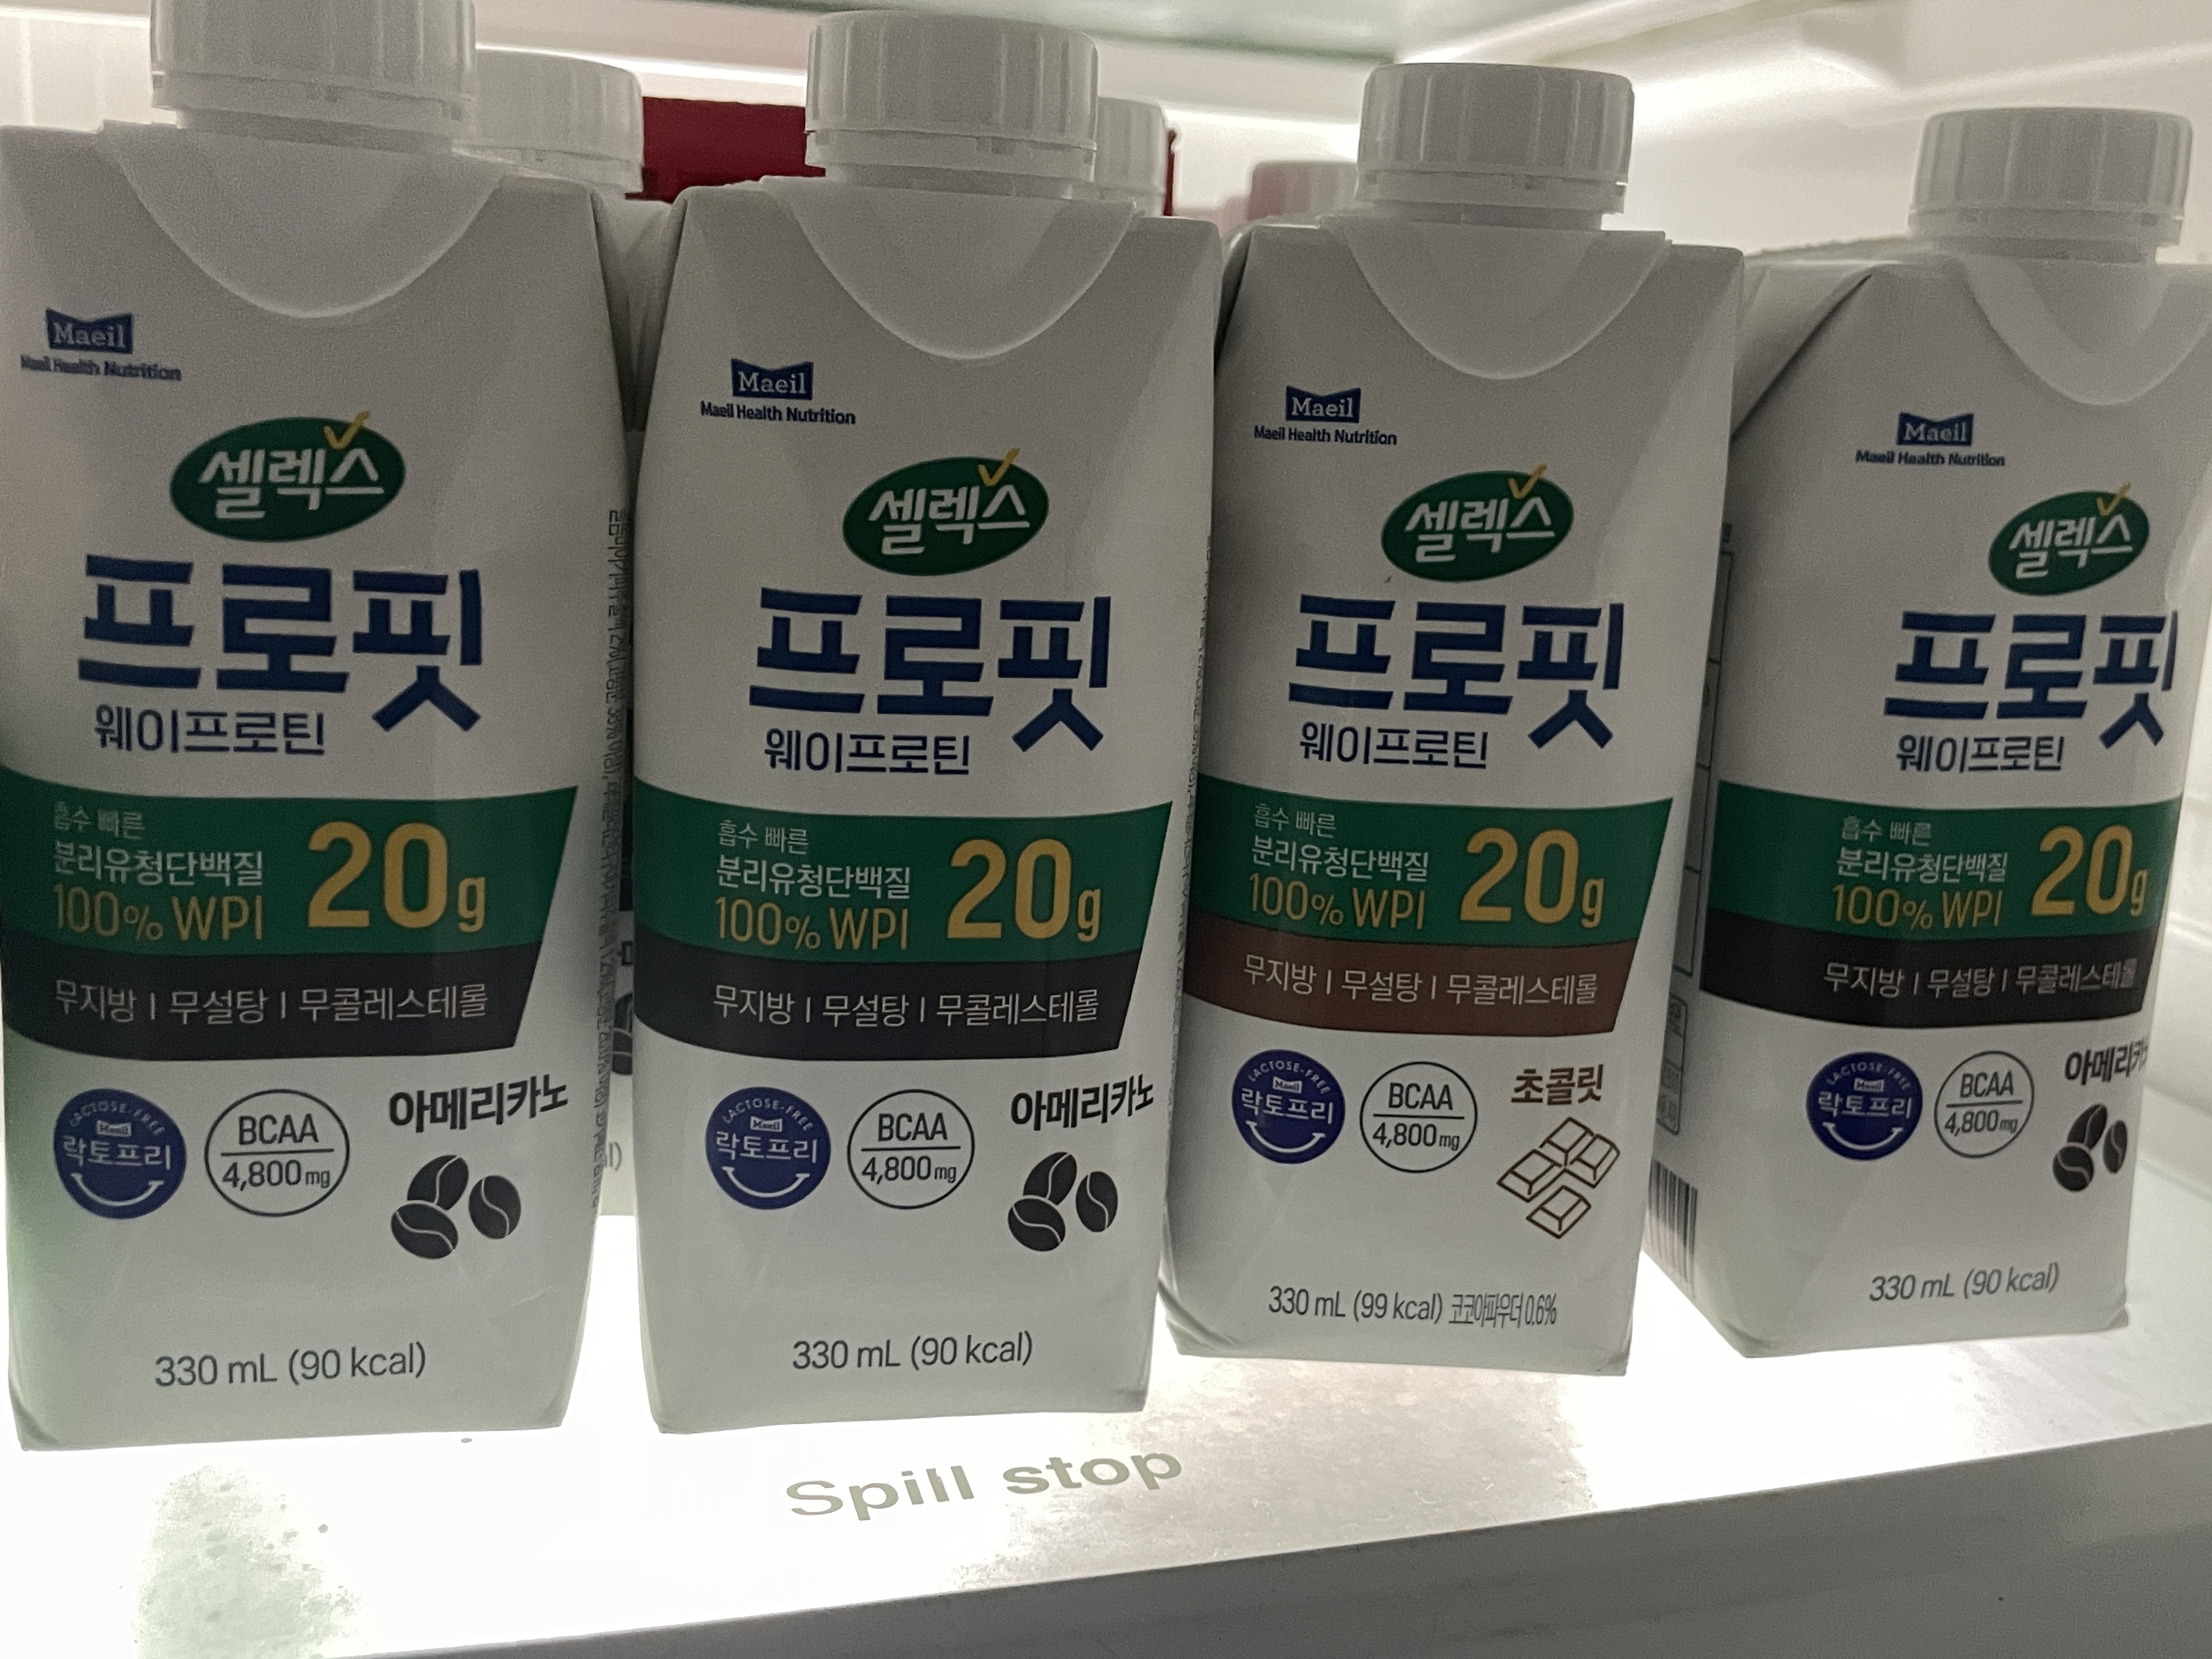 Maeil
Maeil Health Nutrition
셀렉스
프로핏
웨이프로틴
흡수 빠른
분리유청단백질
100% WPI
20g
무지방 | 무설탕 | 무콜레스테롤
LACTOSE-FREE
Maeil
락토프리
BCAA
4,800mg
아메리카노
330 mL (90 kcal)
Maeil
Maeil Health Nutrition
셀렉스
프로핏
웨이프로틴
흡수 빠른
분리유청단백질
100% WPI
20g
무지방 | 무설탕 | 무콜레스테롤
LACTOSE-FREE
Maeil
락토프리
BCAA
4,800mg
아메리카노
330 mL (90 kcal)
Maeil
Maeil Health Nutrition
셀렉스
프로핏
웨이프로틴
흡수 빠른
분리유청단백질
100% WPI
20g
무지방 | 무설탕 | 무콜레스테롤
LACTOSE-FREE
Maeil
락토프리
BCAA
4,800mg
초콜릿
330 mL (99 kcal) 코코아파우더 0.6%
Maeil
Maeil Health Nutrition
셀렉스
프로핏
웨이프로틴
흡수 빠른
분리유청단백질
100% WPI
20g
무지방 | 무설탕 | 무콜레스테롤
LACTOSE-FREE
Maeil
락토프리
BCAA
4,800mg
아메리카노
330 mL (90 kcal)
Spill stop